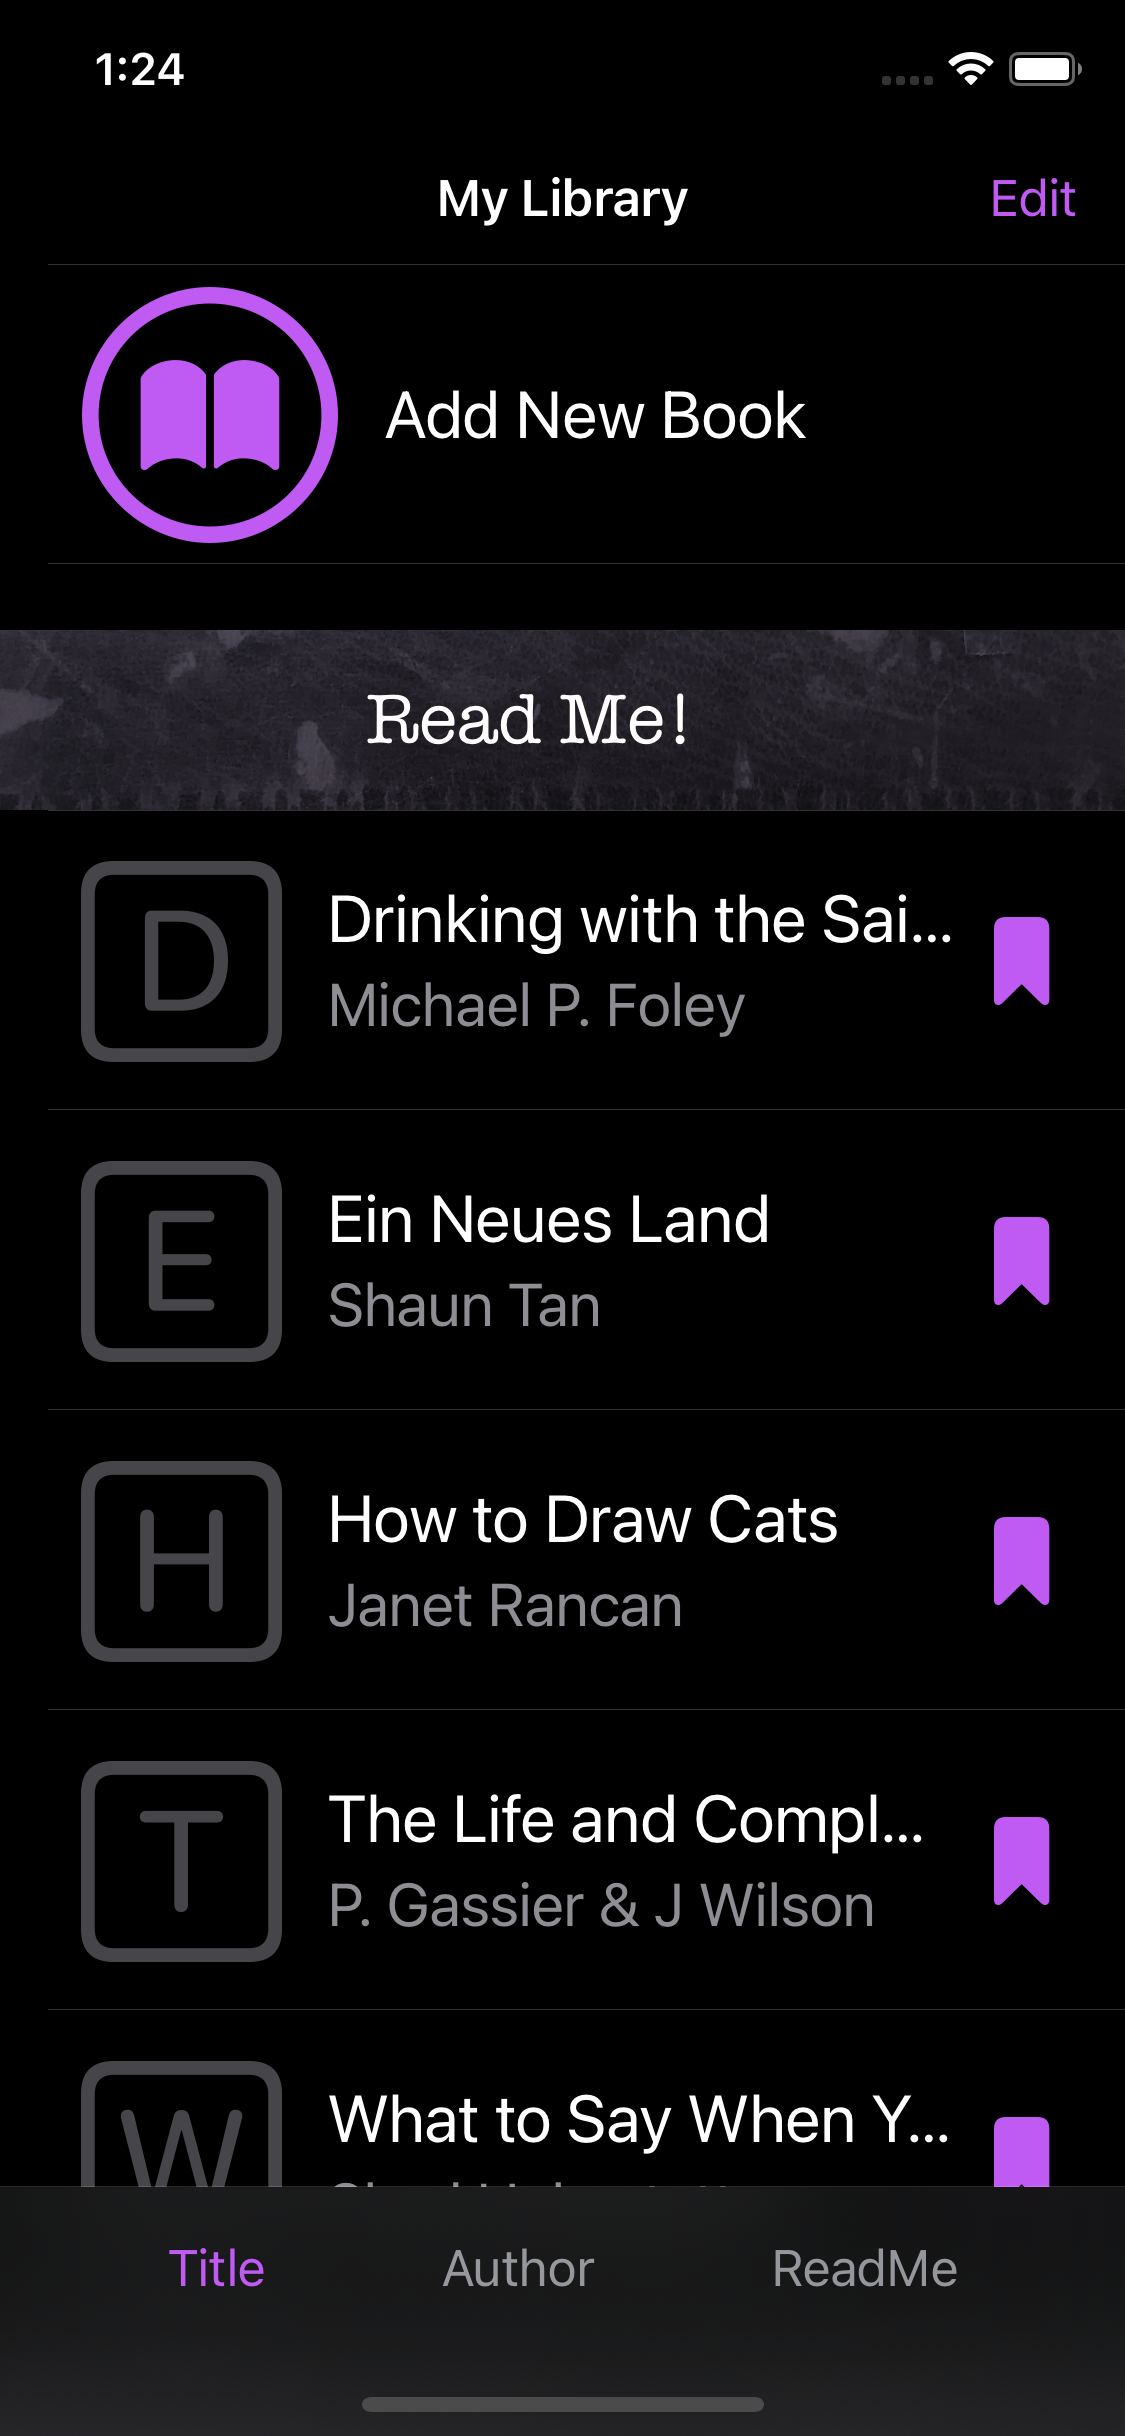 1:24
My Library
Edit
Add New Book
Read Me!
D
Drinking with the Sai...
Michael P. Foley
E
Ein Neues Land
Shaun Tan
H
How to Draw Cats
Janet Rancan
T
The Life and Compl...
P. Gassier & J Wilson
W
What to Say When Y...
Title
Author
ReadMe